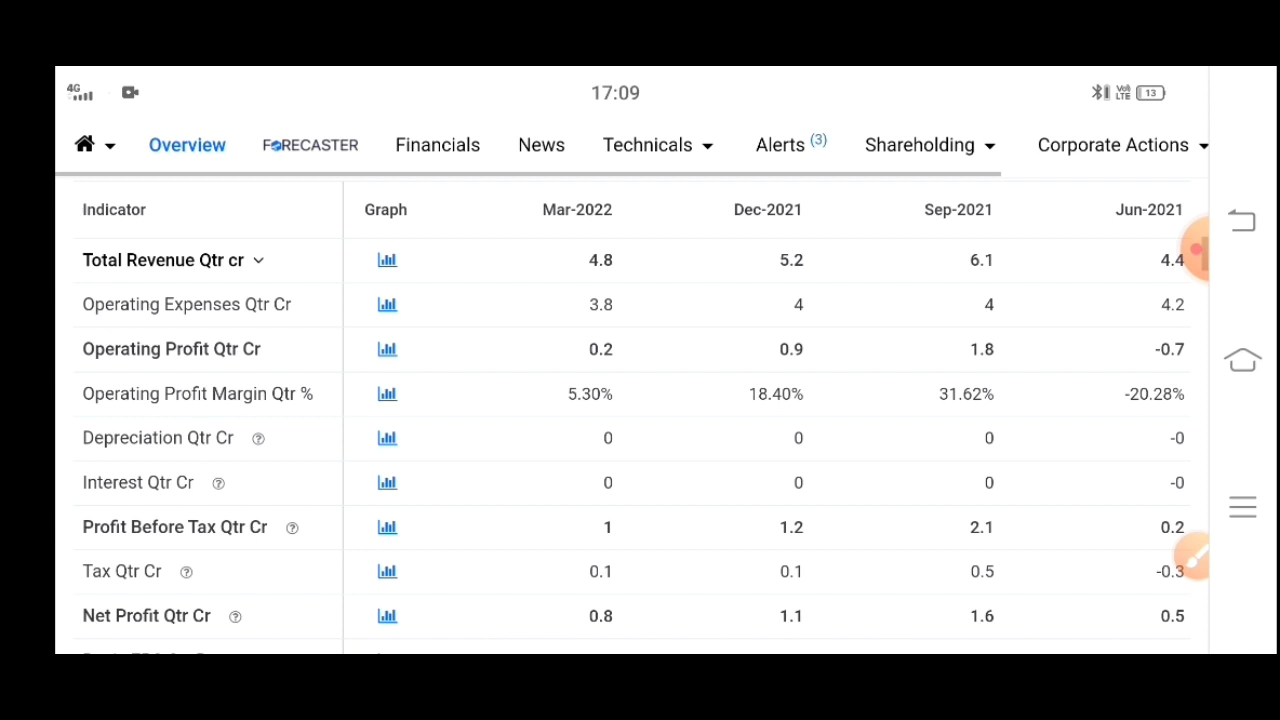 4G 17:09 Vo) LTE 13
Overview FORECASTER Financials News Technicals Alerts (3) Shareholding Corporate Actions
Indicator Graph Mar-2022 Dec-2021 Sep-2021 Jun-2021
Total Revenue Qtr cr 4.8 5.2 6.1 4.4
Operating Expenses Qtr Cr 3.8 4 4 4.2
Operating Profit Qtr Cr 0.2 0.9 1.8 -0.7
Operating Profit Margin Qtr % 5.30% 18.40% 31.62% -20.28%
Depreciation Qtr Cr ? 0 0 0 -0
Interest Qtr Cr ? 0 0 0 -0
Profit Before Tax Qtr Cr ? 1 1.2 2.1 0.2
Tax Qtr Cr ? 0.1 0.1 0.5 -0.3
Net Profit Qtr Cr ? 0.8 1.1 1.6 0.5